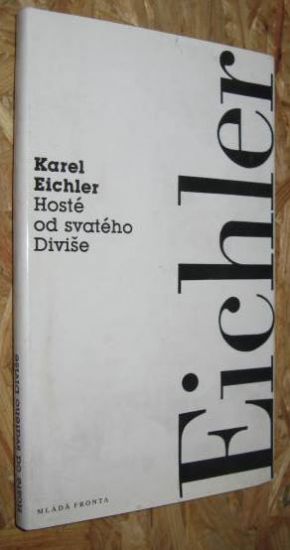 Karel
Eichler
Hosté
od svatého
Diviše
Eichler
MLADÁ FRONTA
Hosté od svatého Diviše